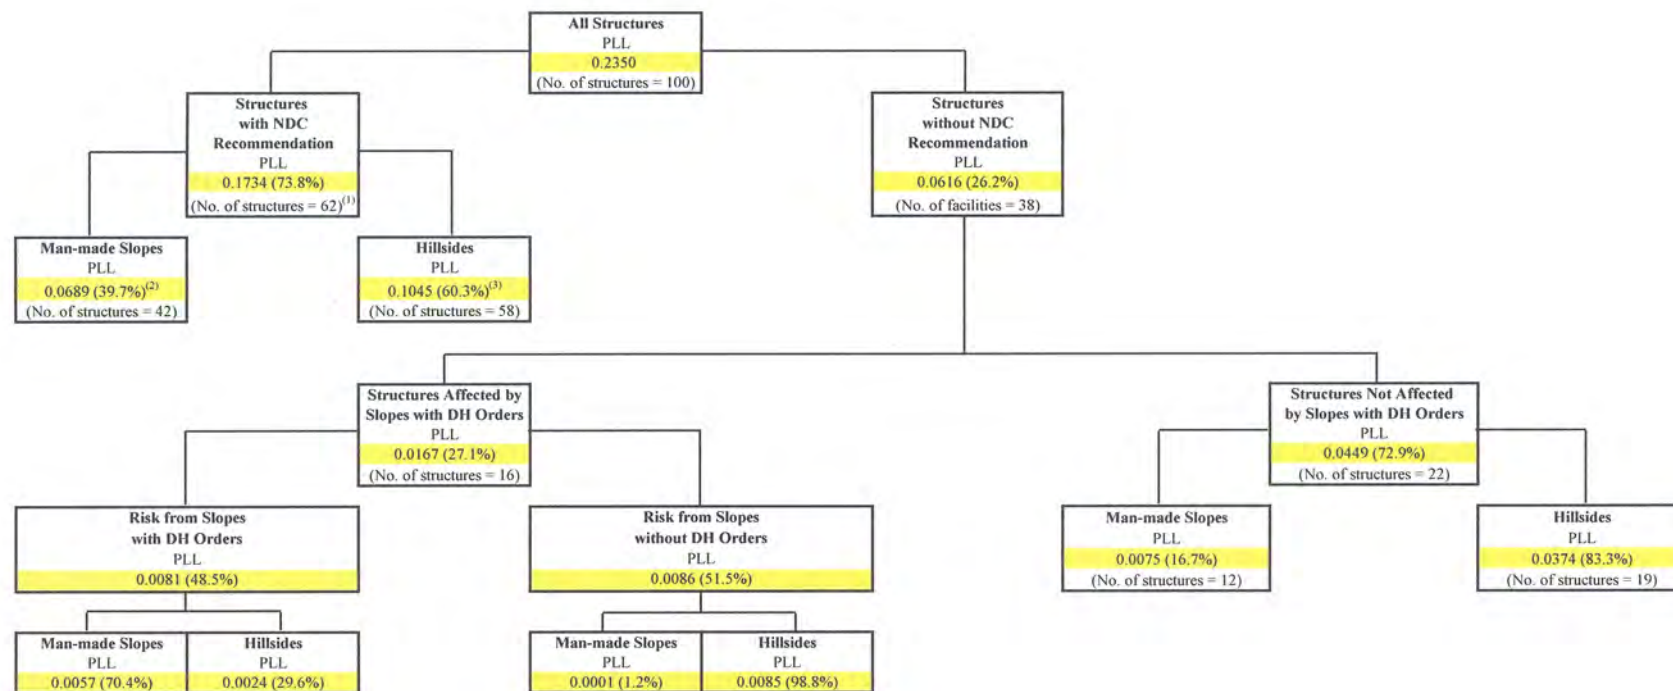 All Structures
PLL
0.2350
(No. of structures = 100)
Structures
with NDC
Recommendation
PLL
0.1734 (73.8%)
(No. of structures = 62)(1)
Structures
without NDC
Recommendation
PLL
0.0616 (26.2%)
(No. of facilities = 38)
Man-made Slopes
PLL
0.0689 (39.7%)(2)
(No. of structures = 42)
Hillsides
PLL
0.1045 (60.3%)(3)
(No. of structures = 58)
Structures Affected by
Slopes with DH Orders
PLL
0.0167 (27.1%)
(No. of structures = 16)
Structures Not Affected
by Slopes with DH Orders
PLL
0.0449 (72.9%)
(No. of structures = 22)
Risk from Slopes
with DH Orders
PLL
0.0081 (48.5%)
Risk from Slopes
without DH Orders
PLL
0.0086 (51.5%)
Man-made Slopes
PLL
0.0075 (16.7%)
(No. of structures = 12)
Hillsides
PLL
0.0374 (83.3%)
(No. of structures = 19)
Man-made Slopes
PLL
0.0057 (70.4%)
Hillsides
PLL
0.0024 (29.6%)
Man-made Slopes
PLL
0.0001 (1.2%)
Hillsides
PLL
0.0085 (98.8%)